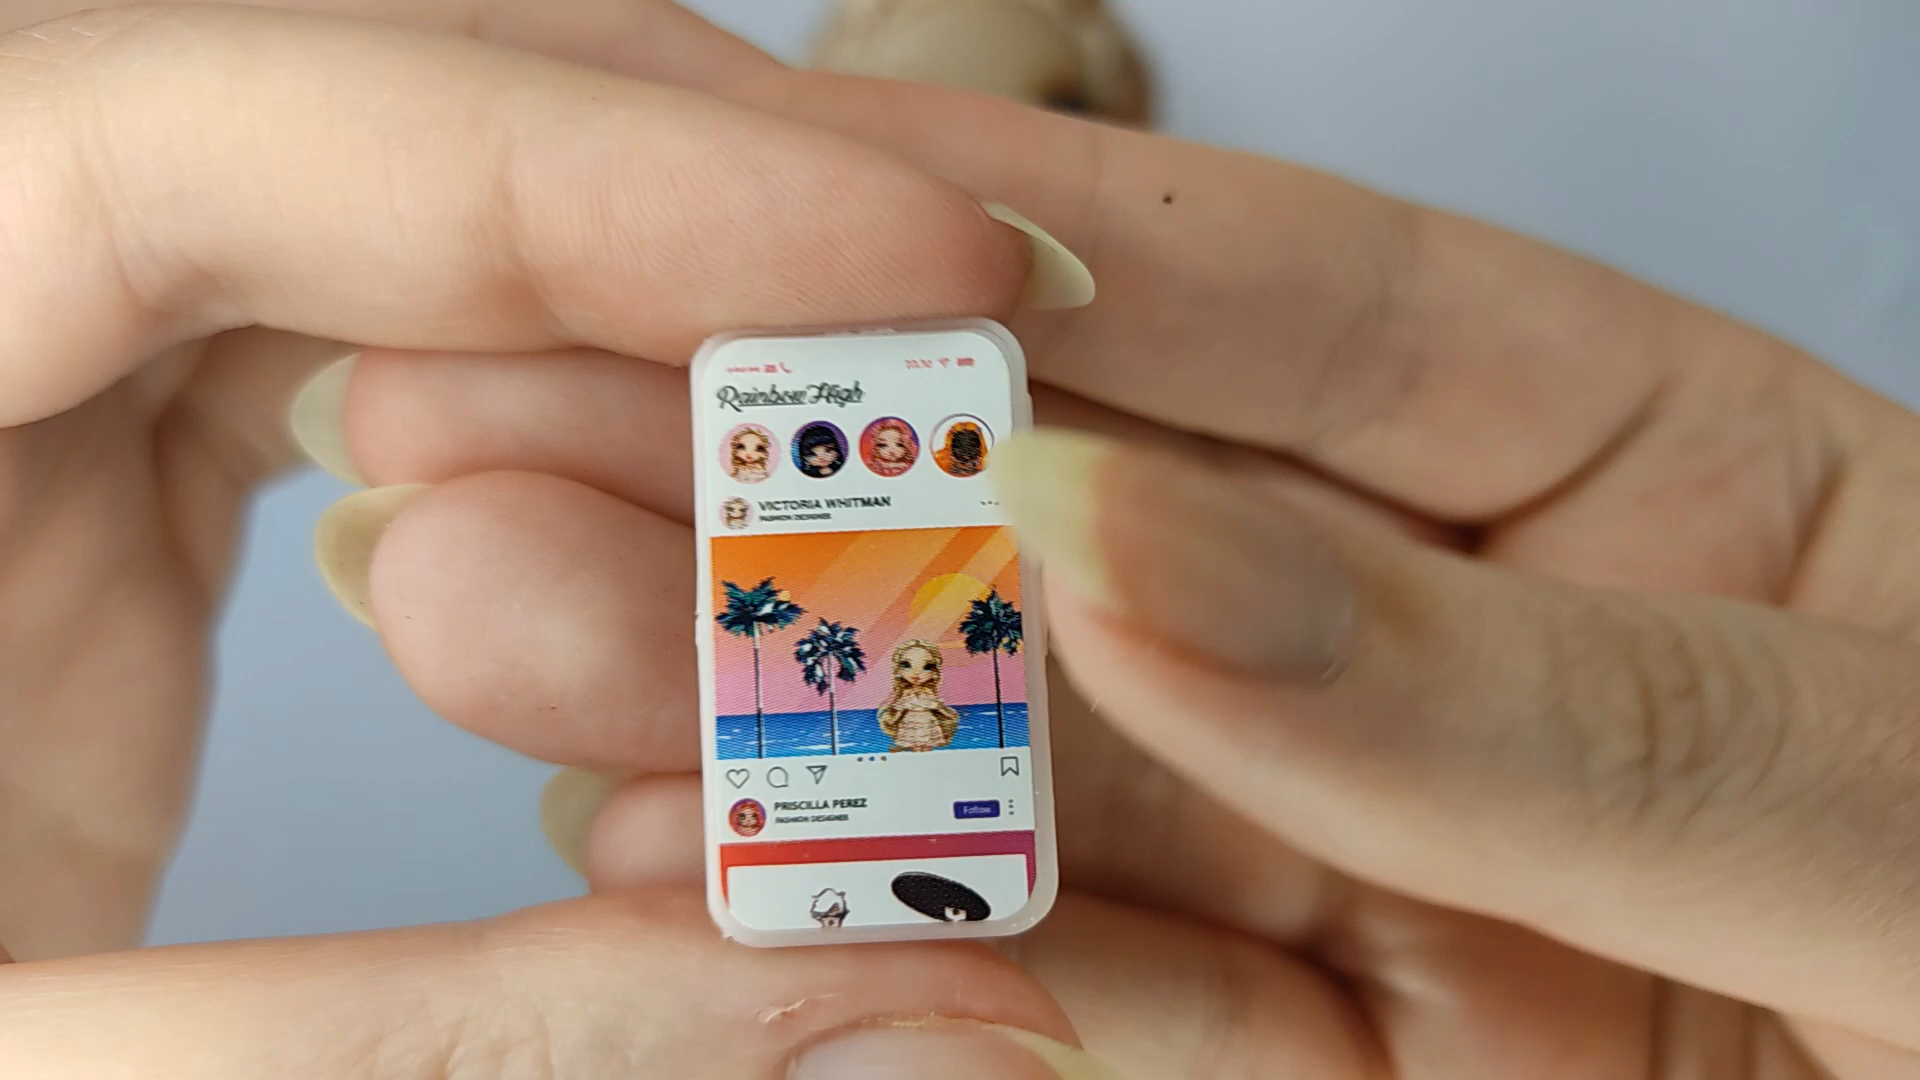 Rainbow High
VICTORIA WHITMAN
FASHION DESIGNER
PRISCILLA PEREZ
FASHION DESIGNER
Follow